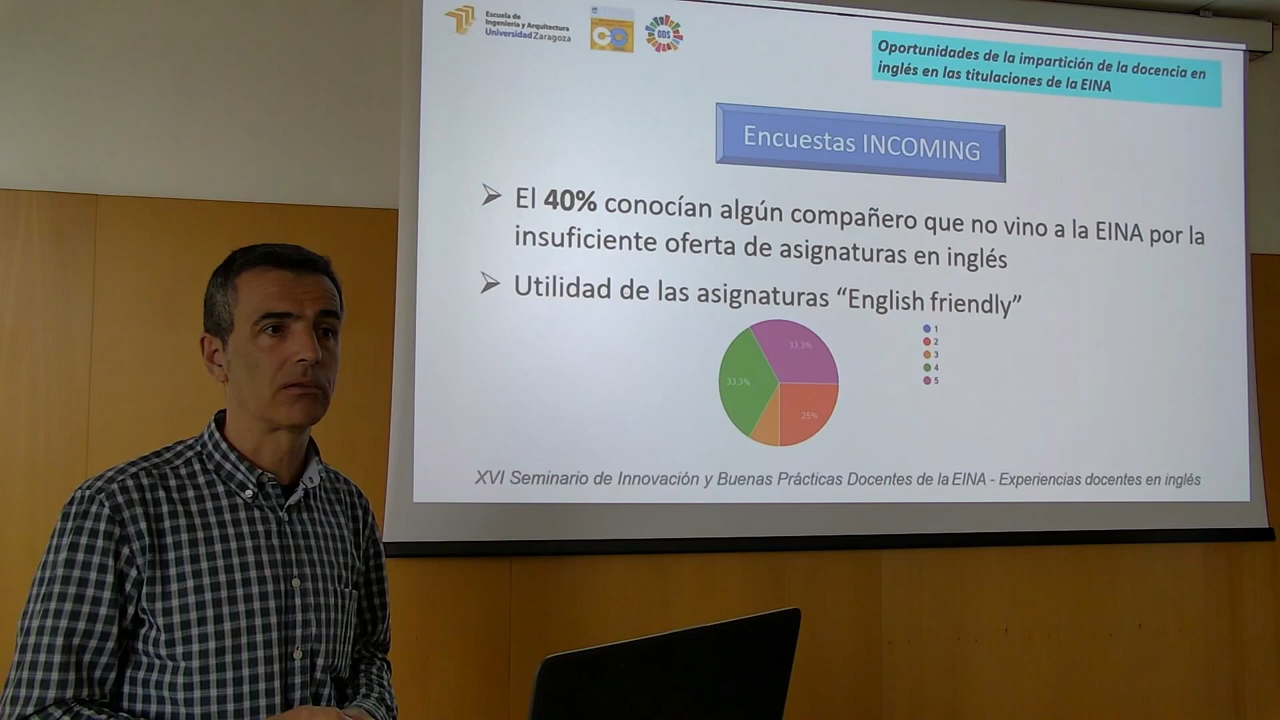 Escuela de
Ingeniería y Arquitectura
Universidad Zaragoza
ODS
Oportunidades de la impartición de la docencia en
inglés en las titulaciones de la EINA
Encuestas INCOMING
➢ El 40% conocían algún compañero que no vino a la EINA por la
insuficiente oferta de asignaturas en inglés
➢ Utilidad de las asignaturas “English friendly”
33.3%
33.3%
25%
1
2
3
4
5
XVI Seminario de Innovación y Buenas Prácticas Docentes de la EINA - Experiencias docentes en inglés